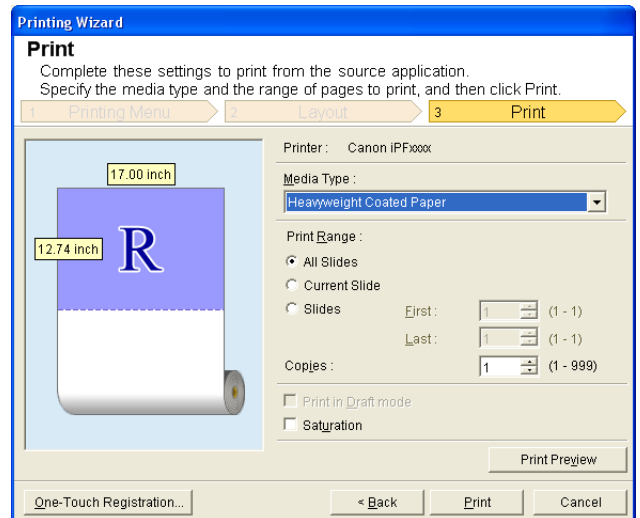 Printing Wizard
Print
Complete these settings to print from the source application.
Specify the media type and the range of pages to print, and then click Print.
1 Printing Menu 2 Layout 3 Print
Printer : Canon iPFxxxx
17.00 inch
Media Type :
Heavyweight Coated Paper
12.74 inch
R
Print Range :
All Slides
Current Slide
Slides First : 1 (1 - 1)
Last : 1 (1 - 1)
Copies : 1 (1 - 999)
Print in Draft mode
Saturation
Print Preview
One-Touch Registration... < Back Print Cancel